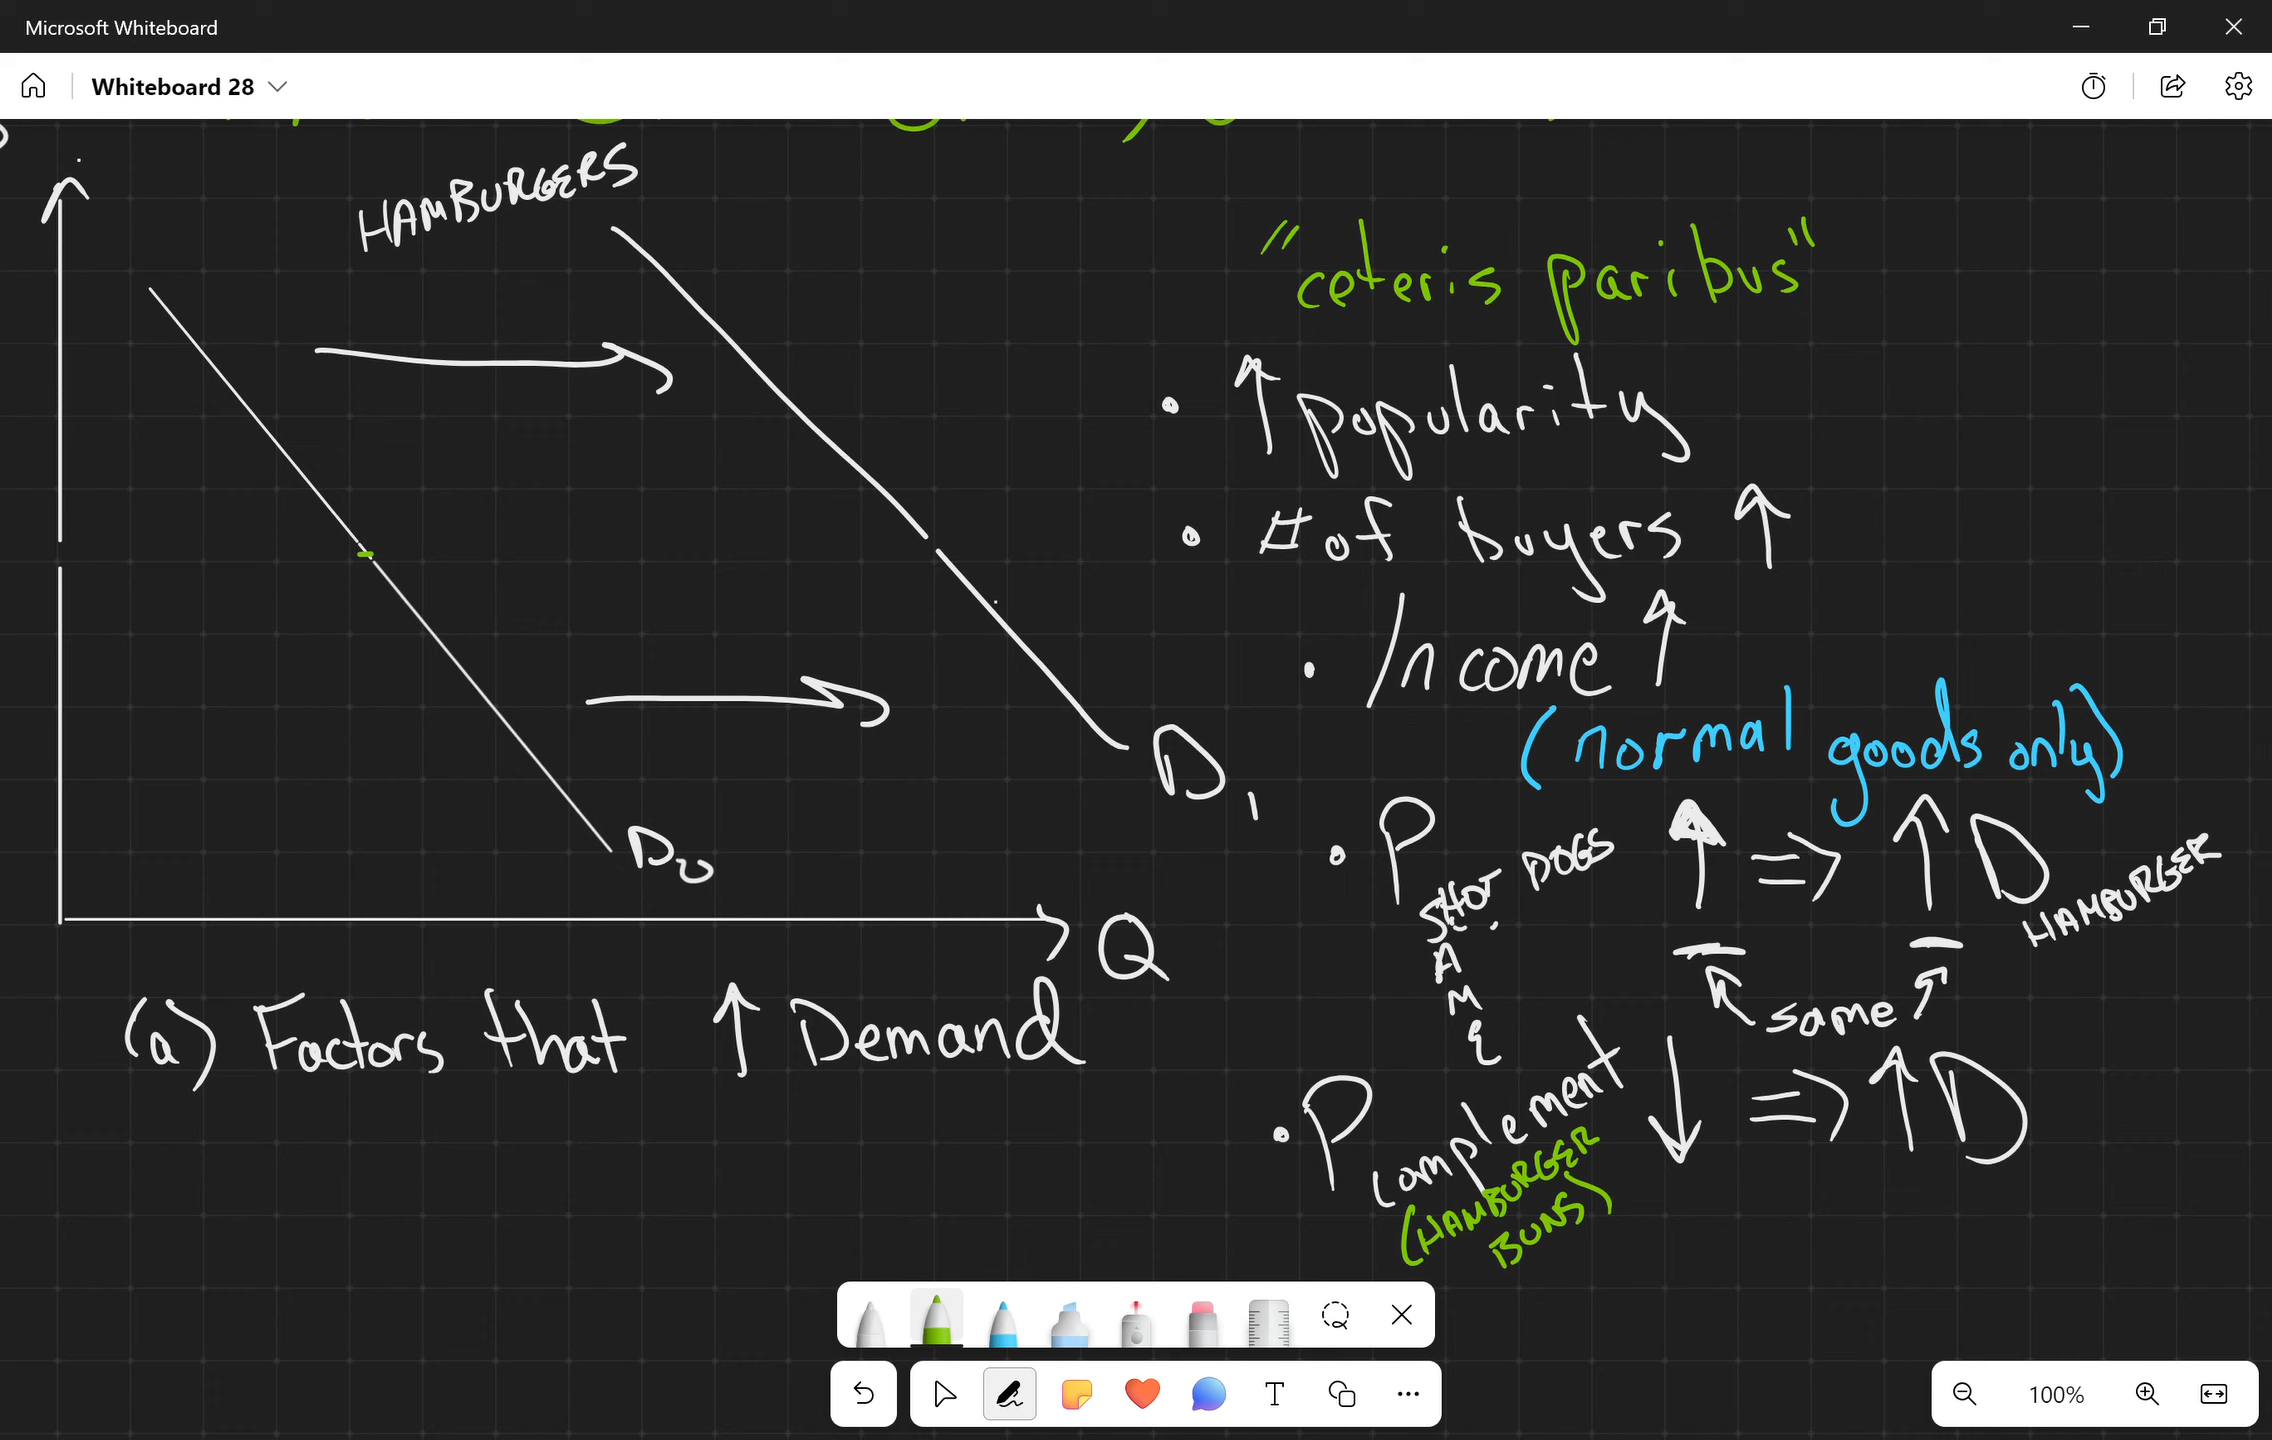 Microsoft Whiteboard
Whiteboard 28
HAMBURGERS
"ceteris paribus"
• ↑ popularity
• # of buyers ↑
• Income ↑
(normal goods only)
D₁
D₀
Q
• P HOT DOGS ↑ => ↑ D HAMBURGER
SAME
same
(a) Factors that ↑ Demand
• P complement ↓ => ↑ D
(HAMBURGER
BUNS)
100%